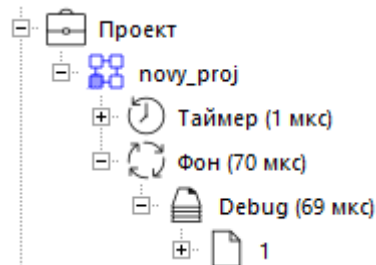 Проект
novy_proj
Таймер (1 мкс)
Фон (70 мкс)
Debug (69 мкс)
1